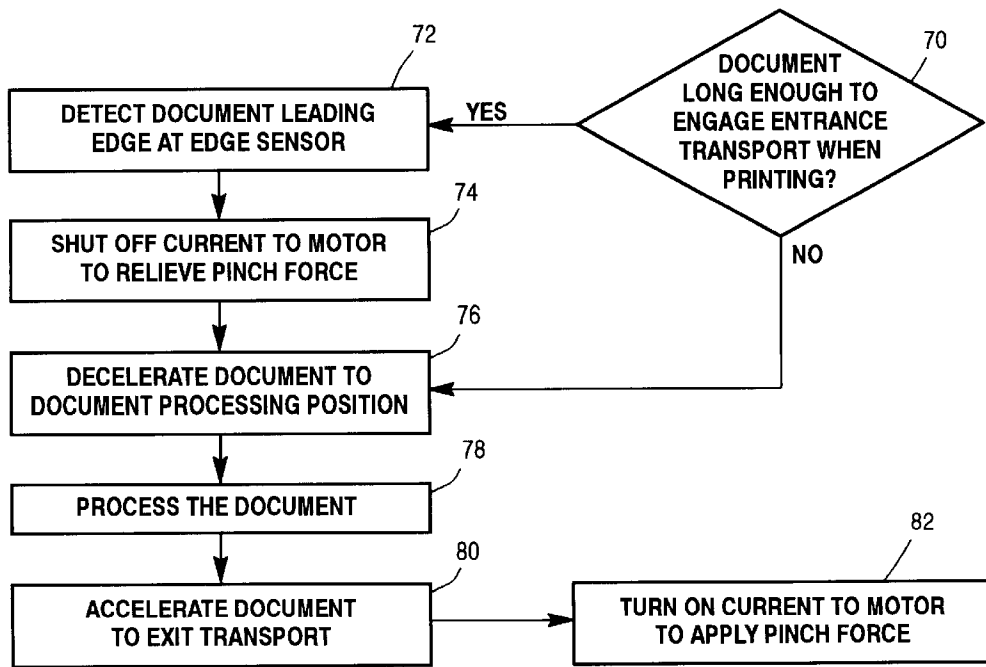 70
DOCUMENT
LONG ENOUGH TO
ENGAGE ENTRANCE
TRANSPORT WHEN
PRINTING?
YES
NO
72
DETECT DOCUMENT LEADING
EDGE AT EDGE SENSOR
74
SHUT OFF CURRENT TO MOTOR
TO RELIEVE PINCH FORCE
76
DECELERATE DOCUMENT TO
DOCUMENT PROCESSING POSITION
78
PROCESS THE DOCUMENT
80
ACCELERATE DOCUMENT
TO EXIT TRANSPORT
82
TURN ON CURRENT TO MOTOR
TO APPLY PINCH FORCE